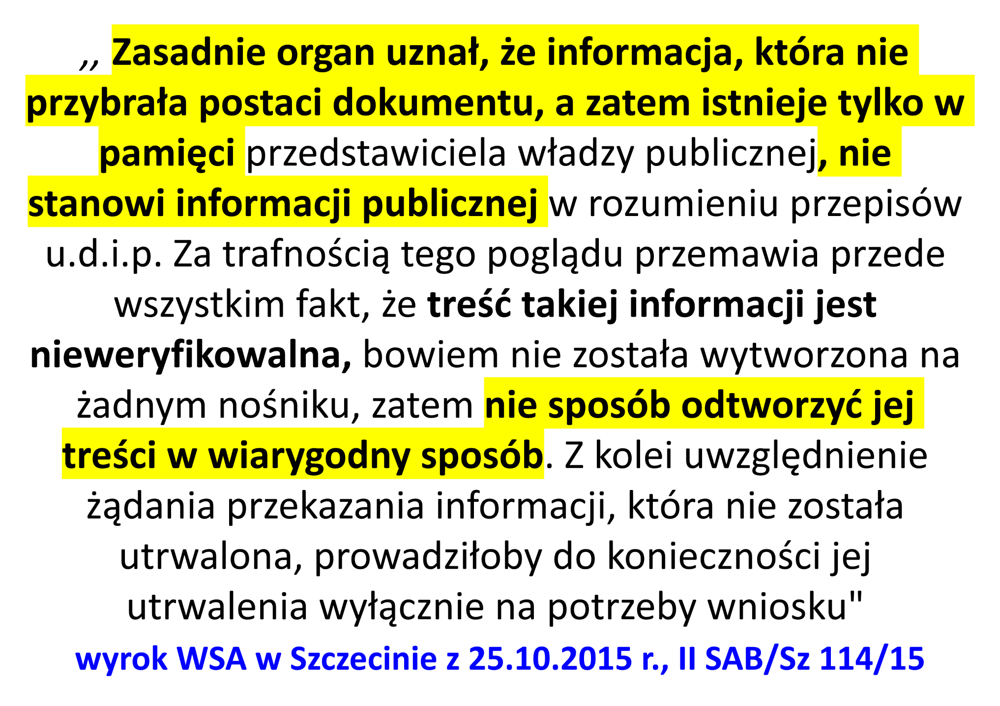 ,, Zasadnie organ uznał, że informacja, która nie
przybrała postaci dokumentu, a zatem istnieje tylko w
pamięci przedstawiciela władzy publicznej, nie
stanowi informacji publicznej w rozumieniu przepisów
u.d.i.p. Za trafnością tego poglądu przemawia przede
wszystkim fakt, że treść takiej informacji jest
nieweryfikowalna, bowiem nie została wytworzona na
żadnym nośniku, zatem nie sposób odtworzyć jej
treści w wiarygodny sposób. Z kolei uwzględnienie
żądania przekazania informacji, która nie została
utrwalona, prowadziłoby do konieczności jej
utrwalenia wyłącznie na potrzeby wniosku"
wyrok WSA w Szczecinie z 25.10.2015 r., II SAB/Sz 114/15